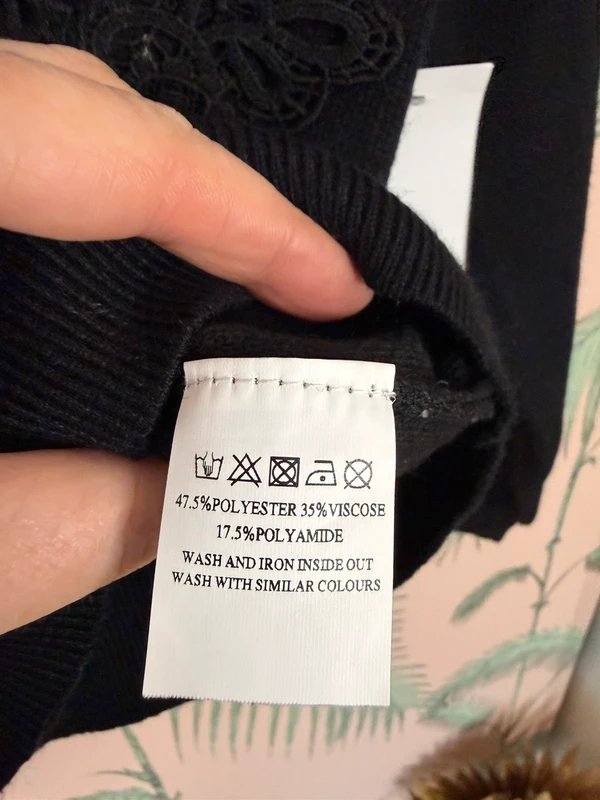 47.5%POLYESTER 35%VISCOSE
17.5%POLYAMIDE
WASH AND IRON INSIDE OUT
WASH WITH SIMILAR COLOURS